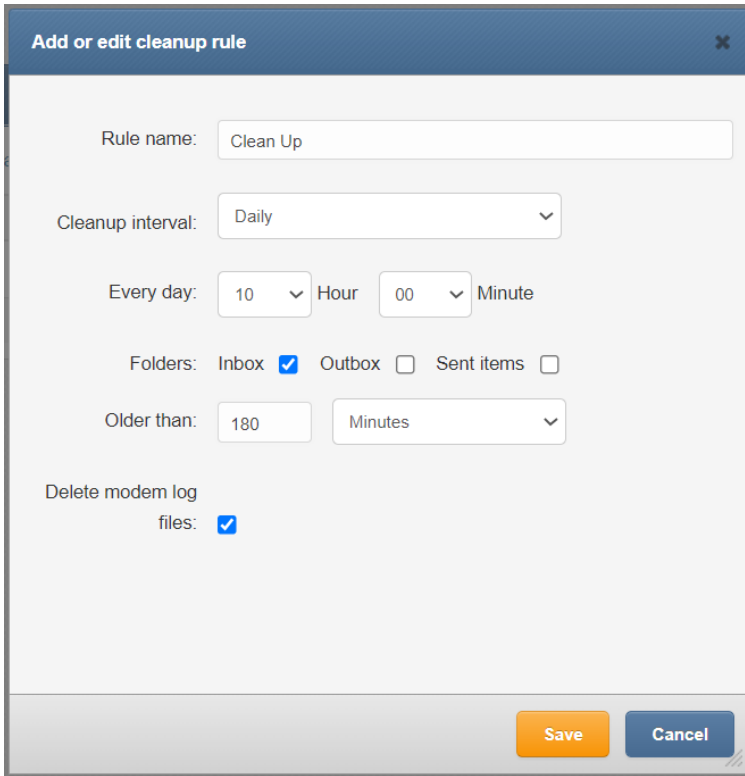 Add or edit cleanup rule
Rule name: Clean Up
Cleanup interval: Daily
Every day: 10 Hour 00 Minute
Folders: Inbox Outbox Sent items
Older than: 180 Minutes
Delete modem log
files:
Save Cancel